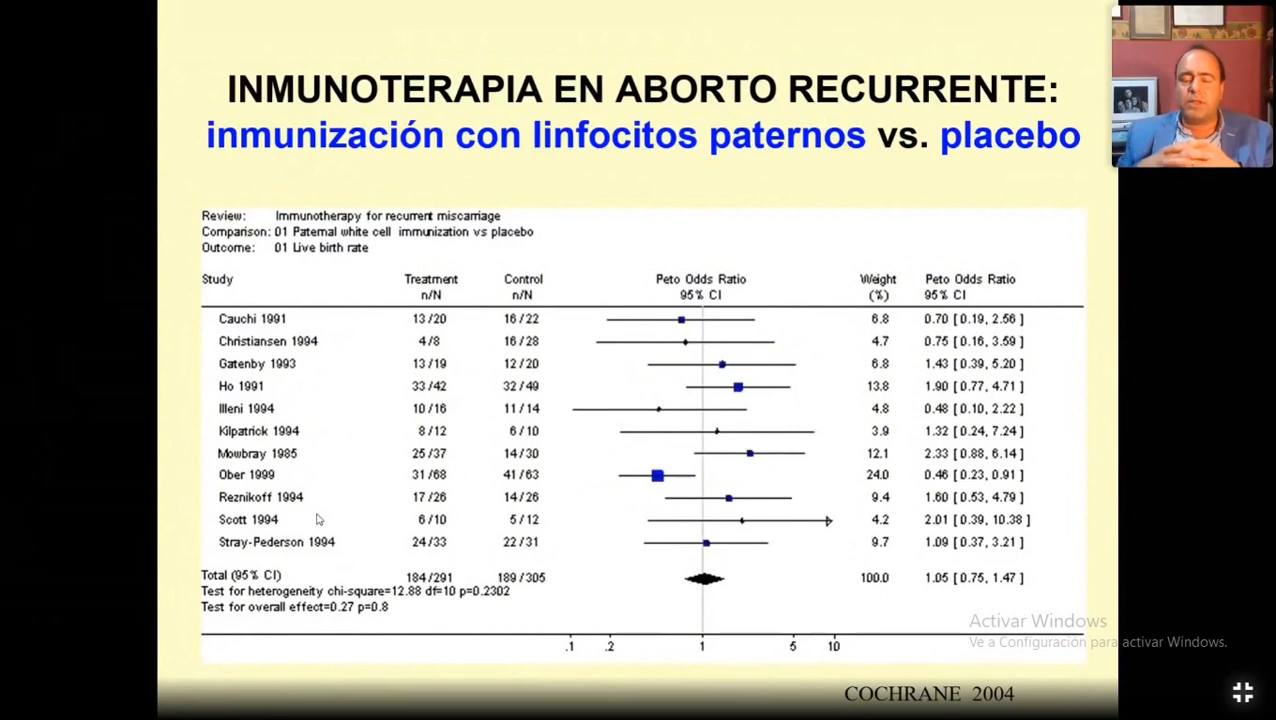 INMUNOTERAPIA EN ABORTO RECURRENTE:
inmunización con linfocitos paternos vs. placebo
Review: Immunotherapy for recurrent miscarriage
Comparison: 01 Paternal white cell immunization vs placebo
Outcome: 01 Live birth rate
Study Treatment n/N Control n/N Peto Odds Ratio 95% CI Weight (%) Peto Odds Ratio 95% CI
Cauchi 1991 13/20 16/22 6.8 0.70 [0.19, 2.56]
Christiansen 1994 4/8 16/28 4.7 0.75 [0.16, 3.59]
Gatenby 1993 13/19 12/20 6.8 1.43 [0.39, 5.20]
Ho 1991 33/42 32/49 13.8 1.90 [0.77, 4.71]
Illeni 1994 10/16 11/14 4.8 0.48 [0.10, 2.22]
Kilpatrick 1994 8/12 6/10 3.9 1.32 [0.24, 7.24]
Mowbray 1985 25/37 14/30 12.1 2.33 [0.88, 6.14]
Ober 1999 31/68 41/63 24.0 0.46 [0.23, 0.91]
Reznikoff 1994 17/26 14/26 9.4 1.60 [0.53, 4.79]
Scott 1994 6/10 5/12 4.2 2.01 [0.39, 10.38]
Stray-Pederson 1994 24/33 22/31 9.7 1.09 [0.37, 3.21]
Total (95% CI) 184/291 189/305 100.0 1.05 [0.75, 1.47]
Test for heterogeneity chi-square=12.88 df=10 p=0.2302
Test for overall effect=0.27 p=0.8
.1 .2 1 5 10
Activar Windows
Ve a Configuración para activar Windows.
COCHRANE 2004